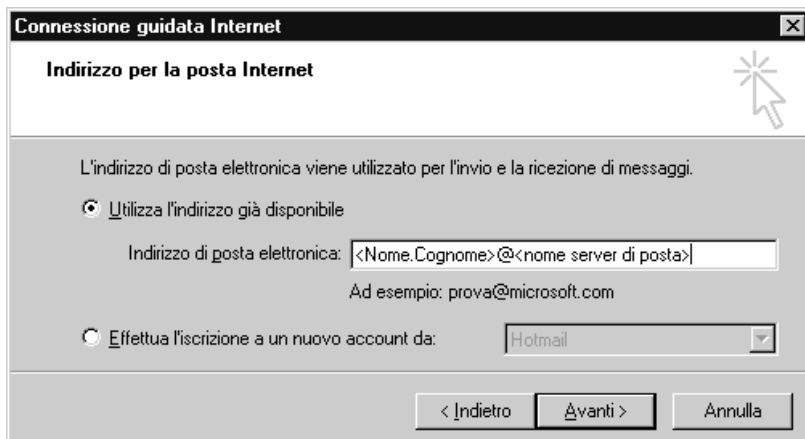 Connessione guidata Internet
Indirizzo per la posta Internet
L'indirizzo di posta elettronica viene utilizzato per l'invio e la ricezione di messaggi.
Utilizza l'indirizzo già disponibile
Indirizzo di posta elettronica: <Nome.Cognome>@<nome server di posta>
Ad esempio: prova@microsoft.com
Effettua l'iscrizione a un nuovo account da: Hotmail
< Indietro Avanti > Annulla